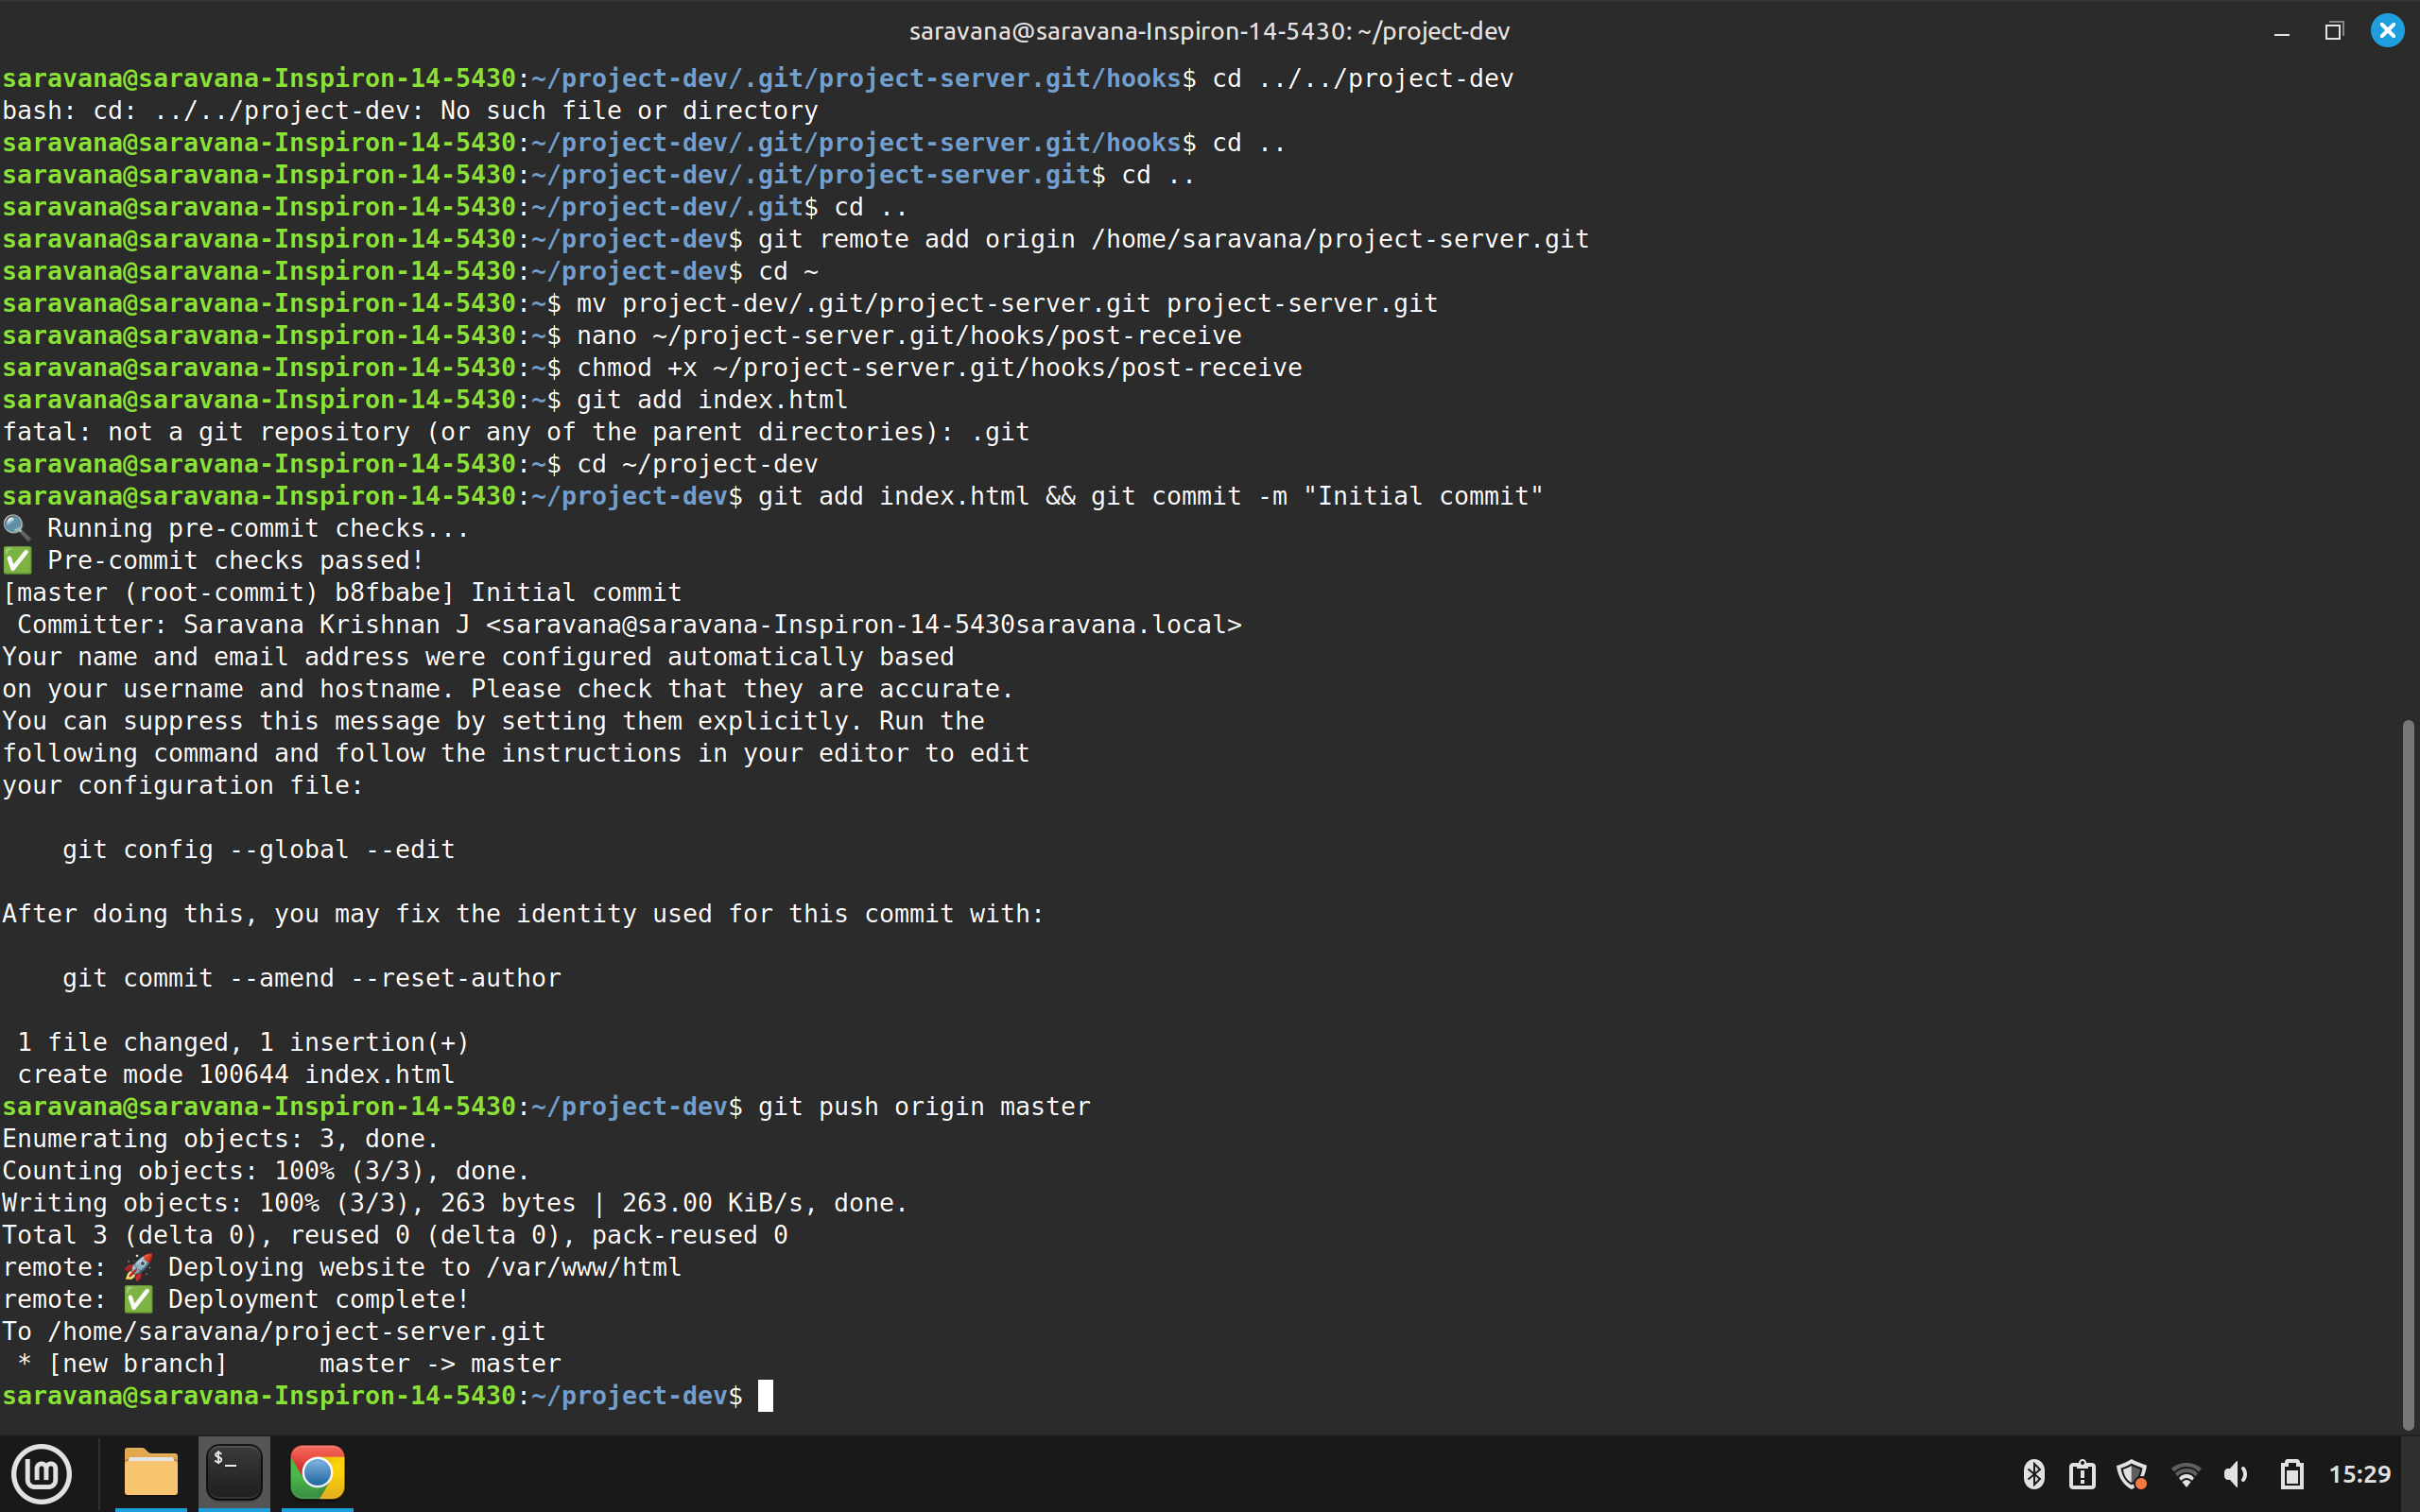 saravana@saravana-Inspiron-14-5430: ~/project-dev
saravana@saravana-Inspiron-14-5430:~/project-dev/.git/project-server.git/hooks$ cd ../../project-dev
bash: cd: ../../project-dev: No such file or directory
saravana@saravana-Inspiron-14-5430:~/project-dev/.git/project-server.git/hooks$ cd ..
saravana@saravana-Inspiron-14-5430:~/project-dev/.git/project-server.git$ cd ..
saravana@saravana-Inspiron-14-5430:~/project-dev/.git$ cd ..
saravana@saravana-Inspiron-14-5430:~/project-dev$ git remote add origin /home/saravana/project-server.git
saravana@saravana-Inspiron-14-5430:~/project-dev$ cd ~
saravana@saravana-Inspiron-14-5430:~$ mv project-dev/.git/project-server.git project-server.git
saravana@saravana-Inspiron-14-5430:~$ nano ~/project-server.git/hooks/post-receive
saravana@saravana-Inspiron-14-5430:~$ chmod +x ~/project-server.git/hooks/post-receive
saravana@saravana-Inspiron-14-5430:~$ git add index.html
fatal: not a git repository (or any of the parent directories): .git
saravana@saravana-Inspiron-14-5430:~$ cd ~/project-dev
saravana@saravana-Inspiron-14-5430:~/project-dev$ git add index.html && git commit -m "Initial commit"
🔍 Running pre-commit checks...
✅ Pre-commit checks passed!
[master (root-commit) b8fbabe] Initial commit
 Committer: Saravana Krishnan J <saravana@saravana-Inspiron-14-5430saravana.local>
Your name and email address were configured automatically based
on your username and hostname. Please check that they are accurate.
You can suppress this message by setting them explicitly. Run the
following command and follow the instructions in your editor to edit
your configuration file:
    git config --global --edit
After doing this, you may fix the identity used for this commit with:
    git commit --amend --reset-author
 1 file changed, 1 insertion(+)
 create mode 100644 index.html
saravana@saravana-Inspiron-14-5430:~/project-dev$ git push origin master
Enumerating objects: 3, done.
Counting objects: 100% (3/3), done.
Writing objects: 100% (3/3), 263 bytes | 263.00 KiB/s, done.
Total 3 (delta 0), reused 0 (delta 0), pack-reused 0
remote: 🚀 Deploying website to /var/www/html
remote: ✅ Deployment complete!
To /home/saravana/project-server.git
 * [new branch]      master -> master
saravana@saravana-Inspiron-14-5430:~/project-dev$
15:29